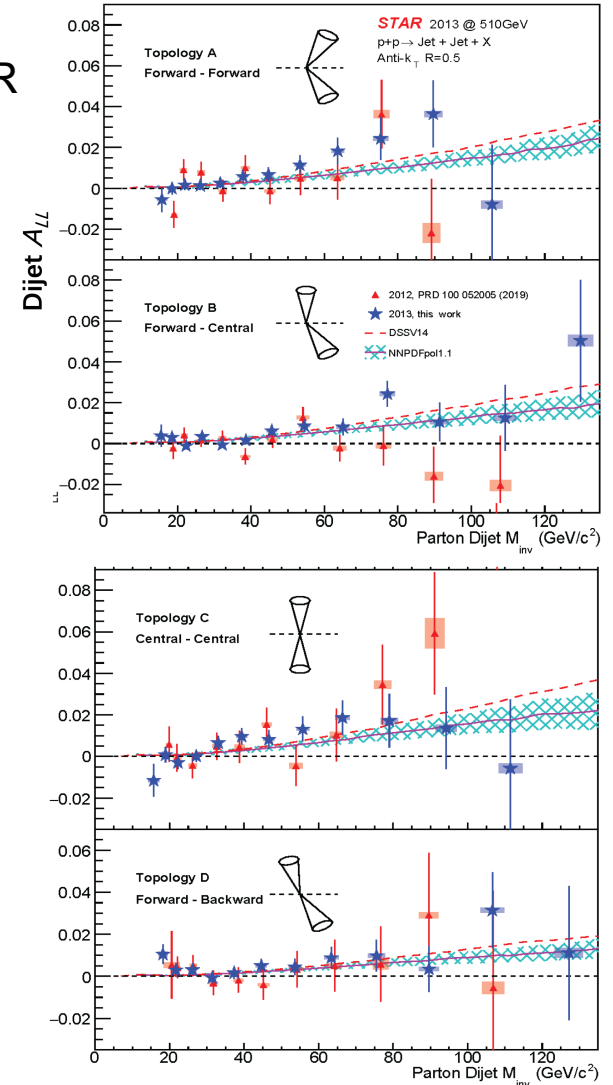 R
Dijet A_LL
0.08
0.06
0.04
0.02
0
−0.02
Topology A
Forward - Forward
STAR 2013 @ 510GeV
p+p→ Jet + Jet + X
Anti-k_T R=0.5
0.08
0.06
0.04
0.02
0
−0.02
LL
Topology B
Forward - Central
2012, PRD 100 052005 (2019)
2013, this work
DSSV14
NNPDFpol1.1
0 20 40 60 80 100 120
Parton Dijet M_inv (GeV/c²)
0.08
0.06
0.04
0.02
0
−0.02
Topology C
Central - Central
0.06
0.04
0.02
0
−0.02
Topology D
Forward - Backward
0 20 40 60 80 100 120
Parton Dijet M_inv (GeV/c²)